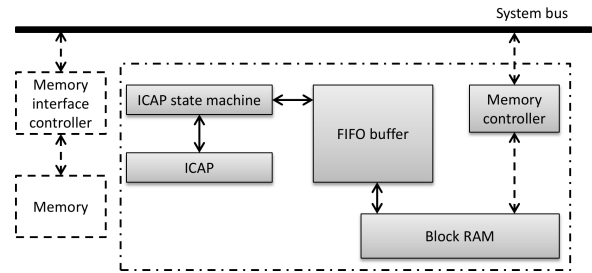 System bus
Memory
interface
controller
Memory
ICAP state machine
ICAP
FIFO buffer
Memory
controller
Block RAM